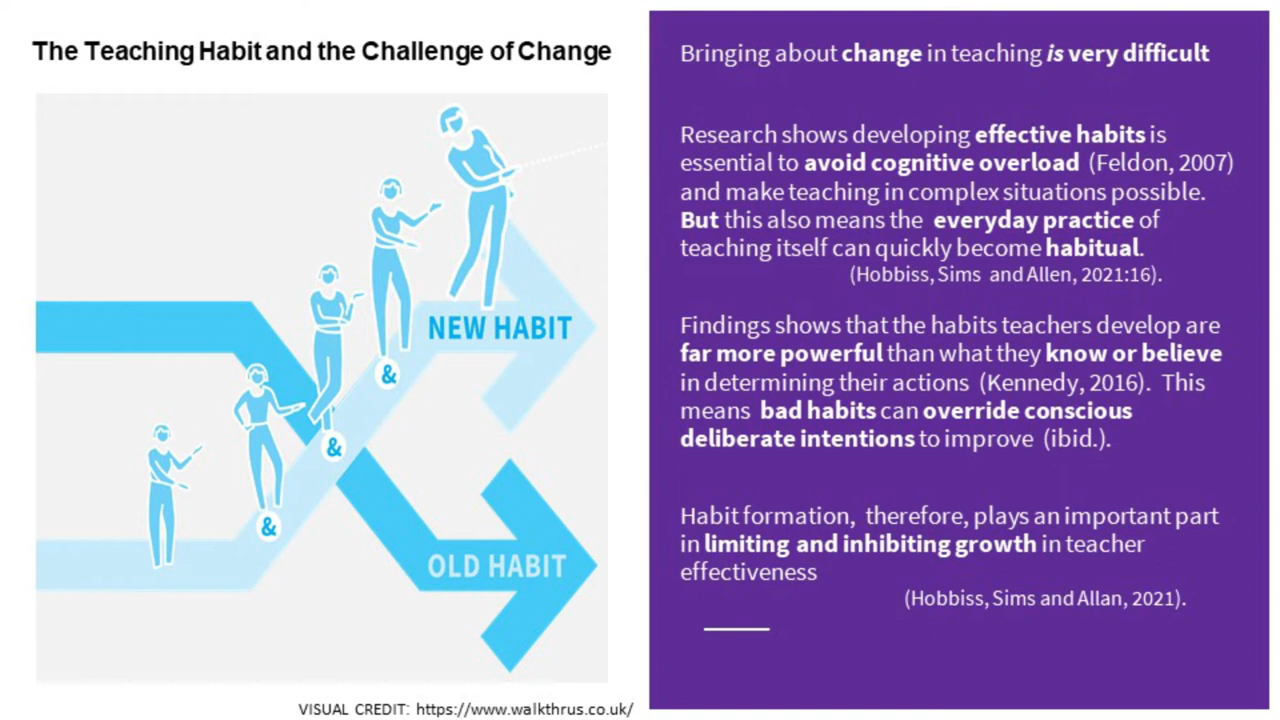 The Teaching Habit and the Challenge of Change
NEW HABIT
&
&
&
OLD HABIT
VISUAL CREDIT: https://www.walkthrus.co.uk/
Bringing about change in teaching is very difficult
Research shows developing effective habits is
essential to avoid cognitive overload (Feldon, 2007)
and make teaching in complex situations possible.
But this also means the everyday practice of
teaching itself can quickly become habitual.
(Hobbiss, Sims and Allen, 2021:16).
Findings shows that the habits teachers develop are
far more powerful than what they know or believe
in determining their actions (Kennedy, 2016). This
means bad habits can override conscious
deliberate intentions to improve (ibid.).
Habit formation, therefore, plays an important part
in limiting and inhibiting growth in teacher
effectiveness
(Hobbiss, Sims and Allan, 2021).